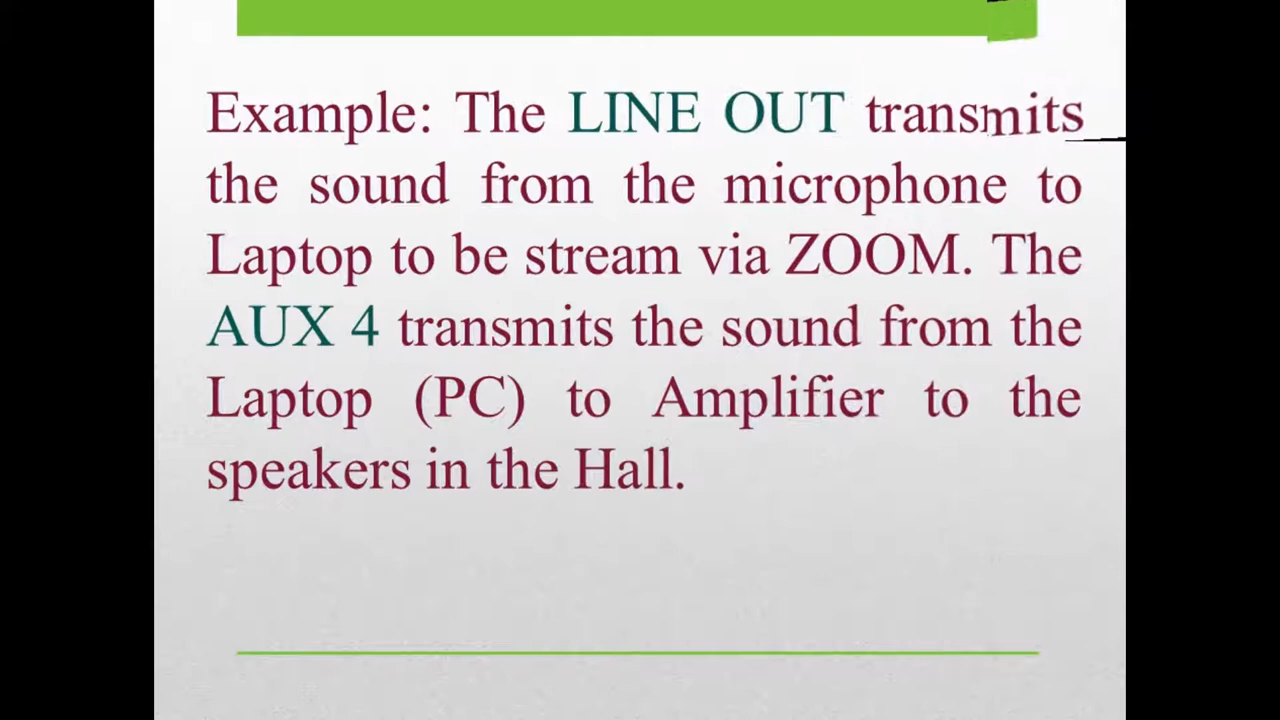 Example: The LINE OUT transmits
the sound from the microphone to
Laptop to be stream via ZOOM. The
AUX 4 transmits the sound from the
Laptop (PC) to Amplifier to the
speakers in the Hall.